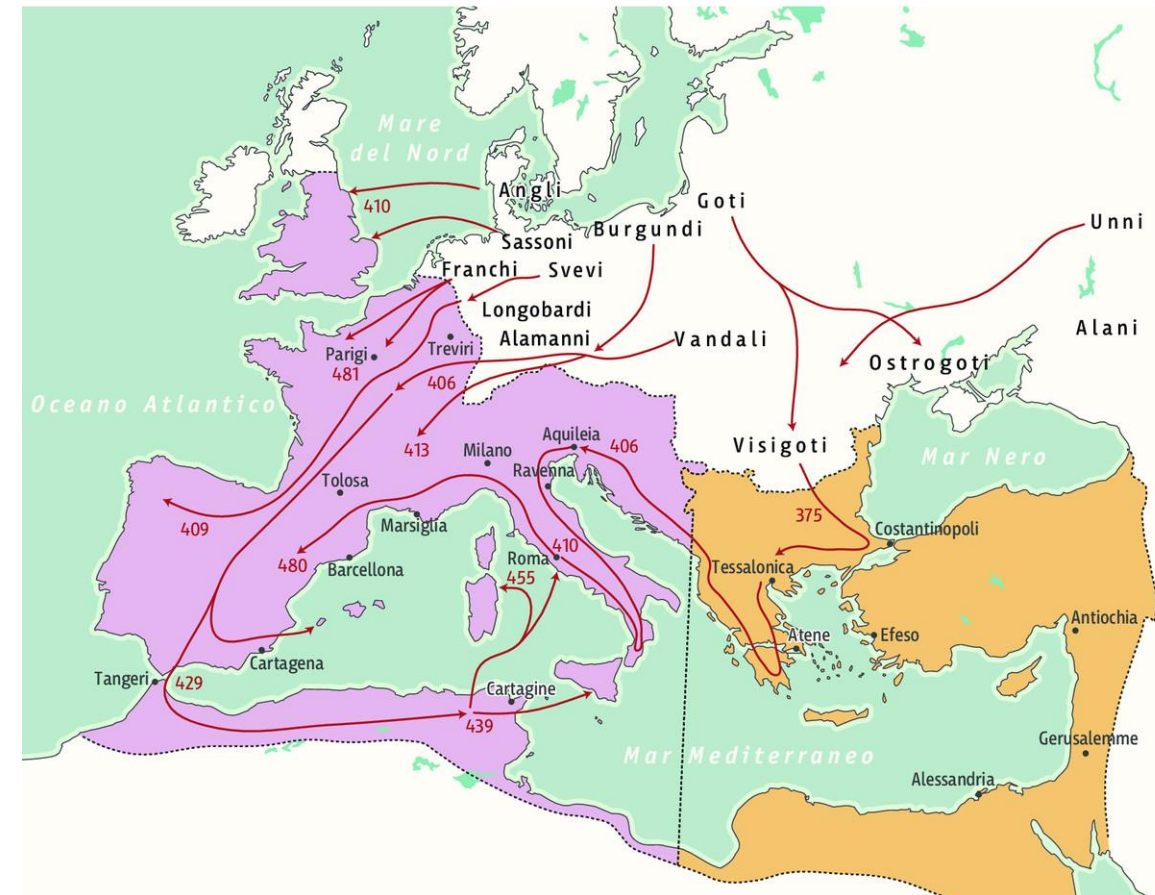 Mare
del Nord
Angli
410
Goti
Burgundi
Unni
Sassoni
Franchi
Svevi
Longobardi
Alamanni
Vandali
Alani
Parigi
481
Treviri
406
Ostrogoti
Oceano Atlantico
413
Milano
Aquileia
406
Visigoti
Mar Nero
Ravenna
Tolosa
409
Marsiglia
375
Costantinopoli
480
Barcellona
Roma
410
455
Tessalonica
Antiochia
Atene
Efeso
Cartagena
Tangeri
429
Cartagine
439
Mar Mediterraneo
Gerusalemme
Alessandria